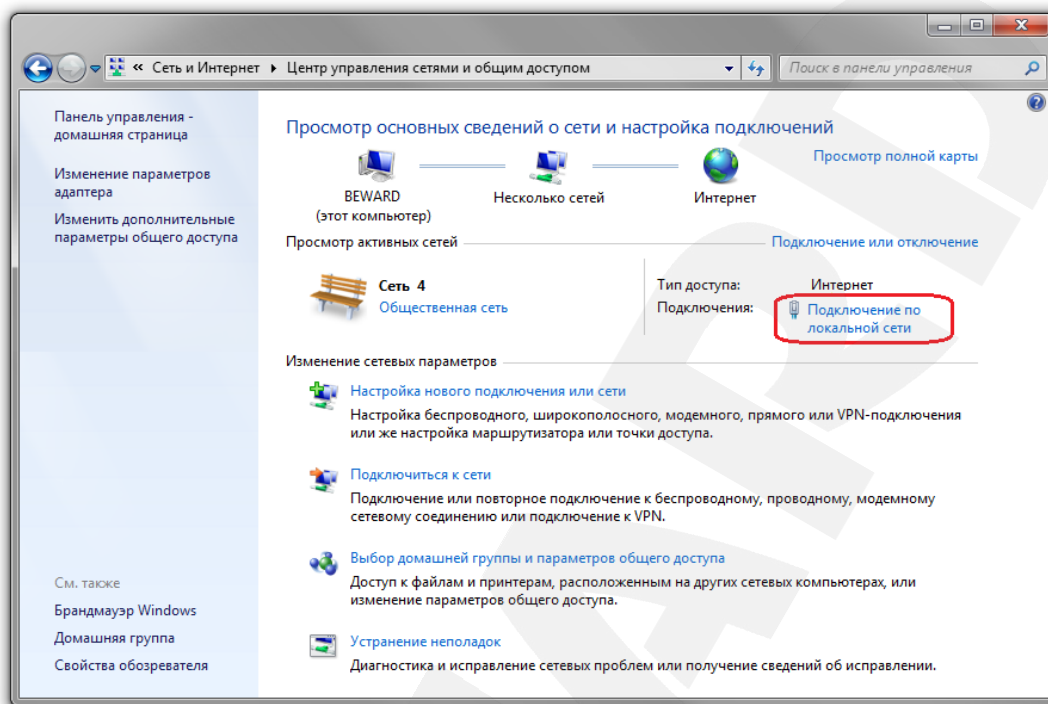 « Сеть и Интернет ▸ Центр управления сетями и общим доступом
Поиск в панели управления
Панель управления -
домашняя страница
Изменение параметров
адаптера
Изменить дополнительные
параметры общего доступа
См. также
Брандмауэр Windows
Домашняя группа
Свойства обозревателя
Просмотр основных сведений о сети и настройка подключений
Просмотр полной карты
BEWARD
(этот компьютер)
Несколько сетей
Интернет
Просмотр активных сетей
Подключение или отключение
Сеть 4
Общественная сеть
Тип доступа: Интернет
Подключения: Подключение по
локальной сети
Изменение сетевых параметров
Настройка нового подключения или сети
Настройка беспроводного, широкополосного, модемного, прямого или VPN-подключения
или же настройка маршрутизатора или точки доступа.
Подключиться к сети
Подключение или повторное подключение к беспроводному, проводному, модемному
сетевому соединению или подключение к VPN.
Выбор домашней группы и параметров общего доступа
Доступ к файлам и принтерам, расположенным на других сетевых компьютерах, или
изменение параметров общего доступа.
Устранение неполадок
Диагностика и исправление сетевых проблем или получение сведений об исправлении.